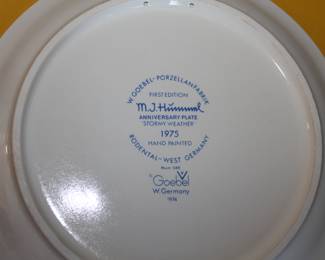 W. GOEBEL-PORZELLANFABRIK
FIRST EDITION
M.J. Hummel
ANNIVERSARY PLATE
'STORMY WEATHER'
1975
HAND PAINTED
RODENTAL-WEST GERMANY
Goebel
W. Germany